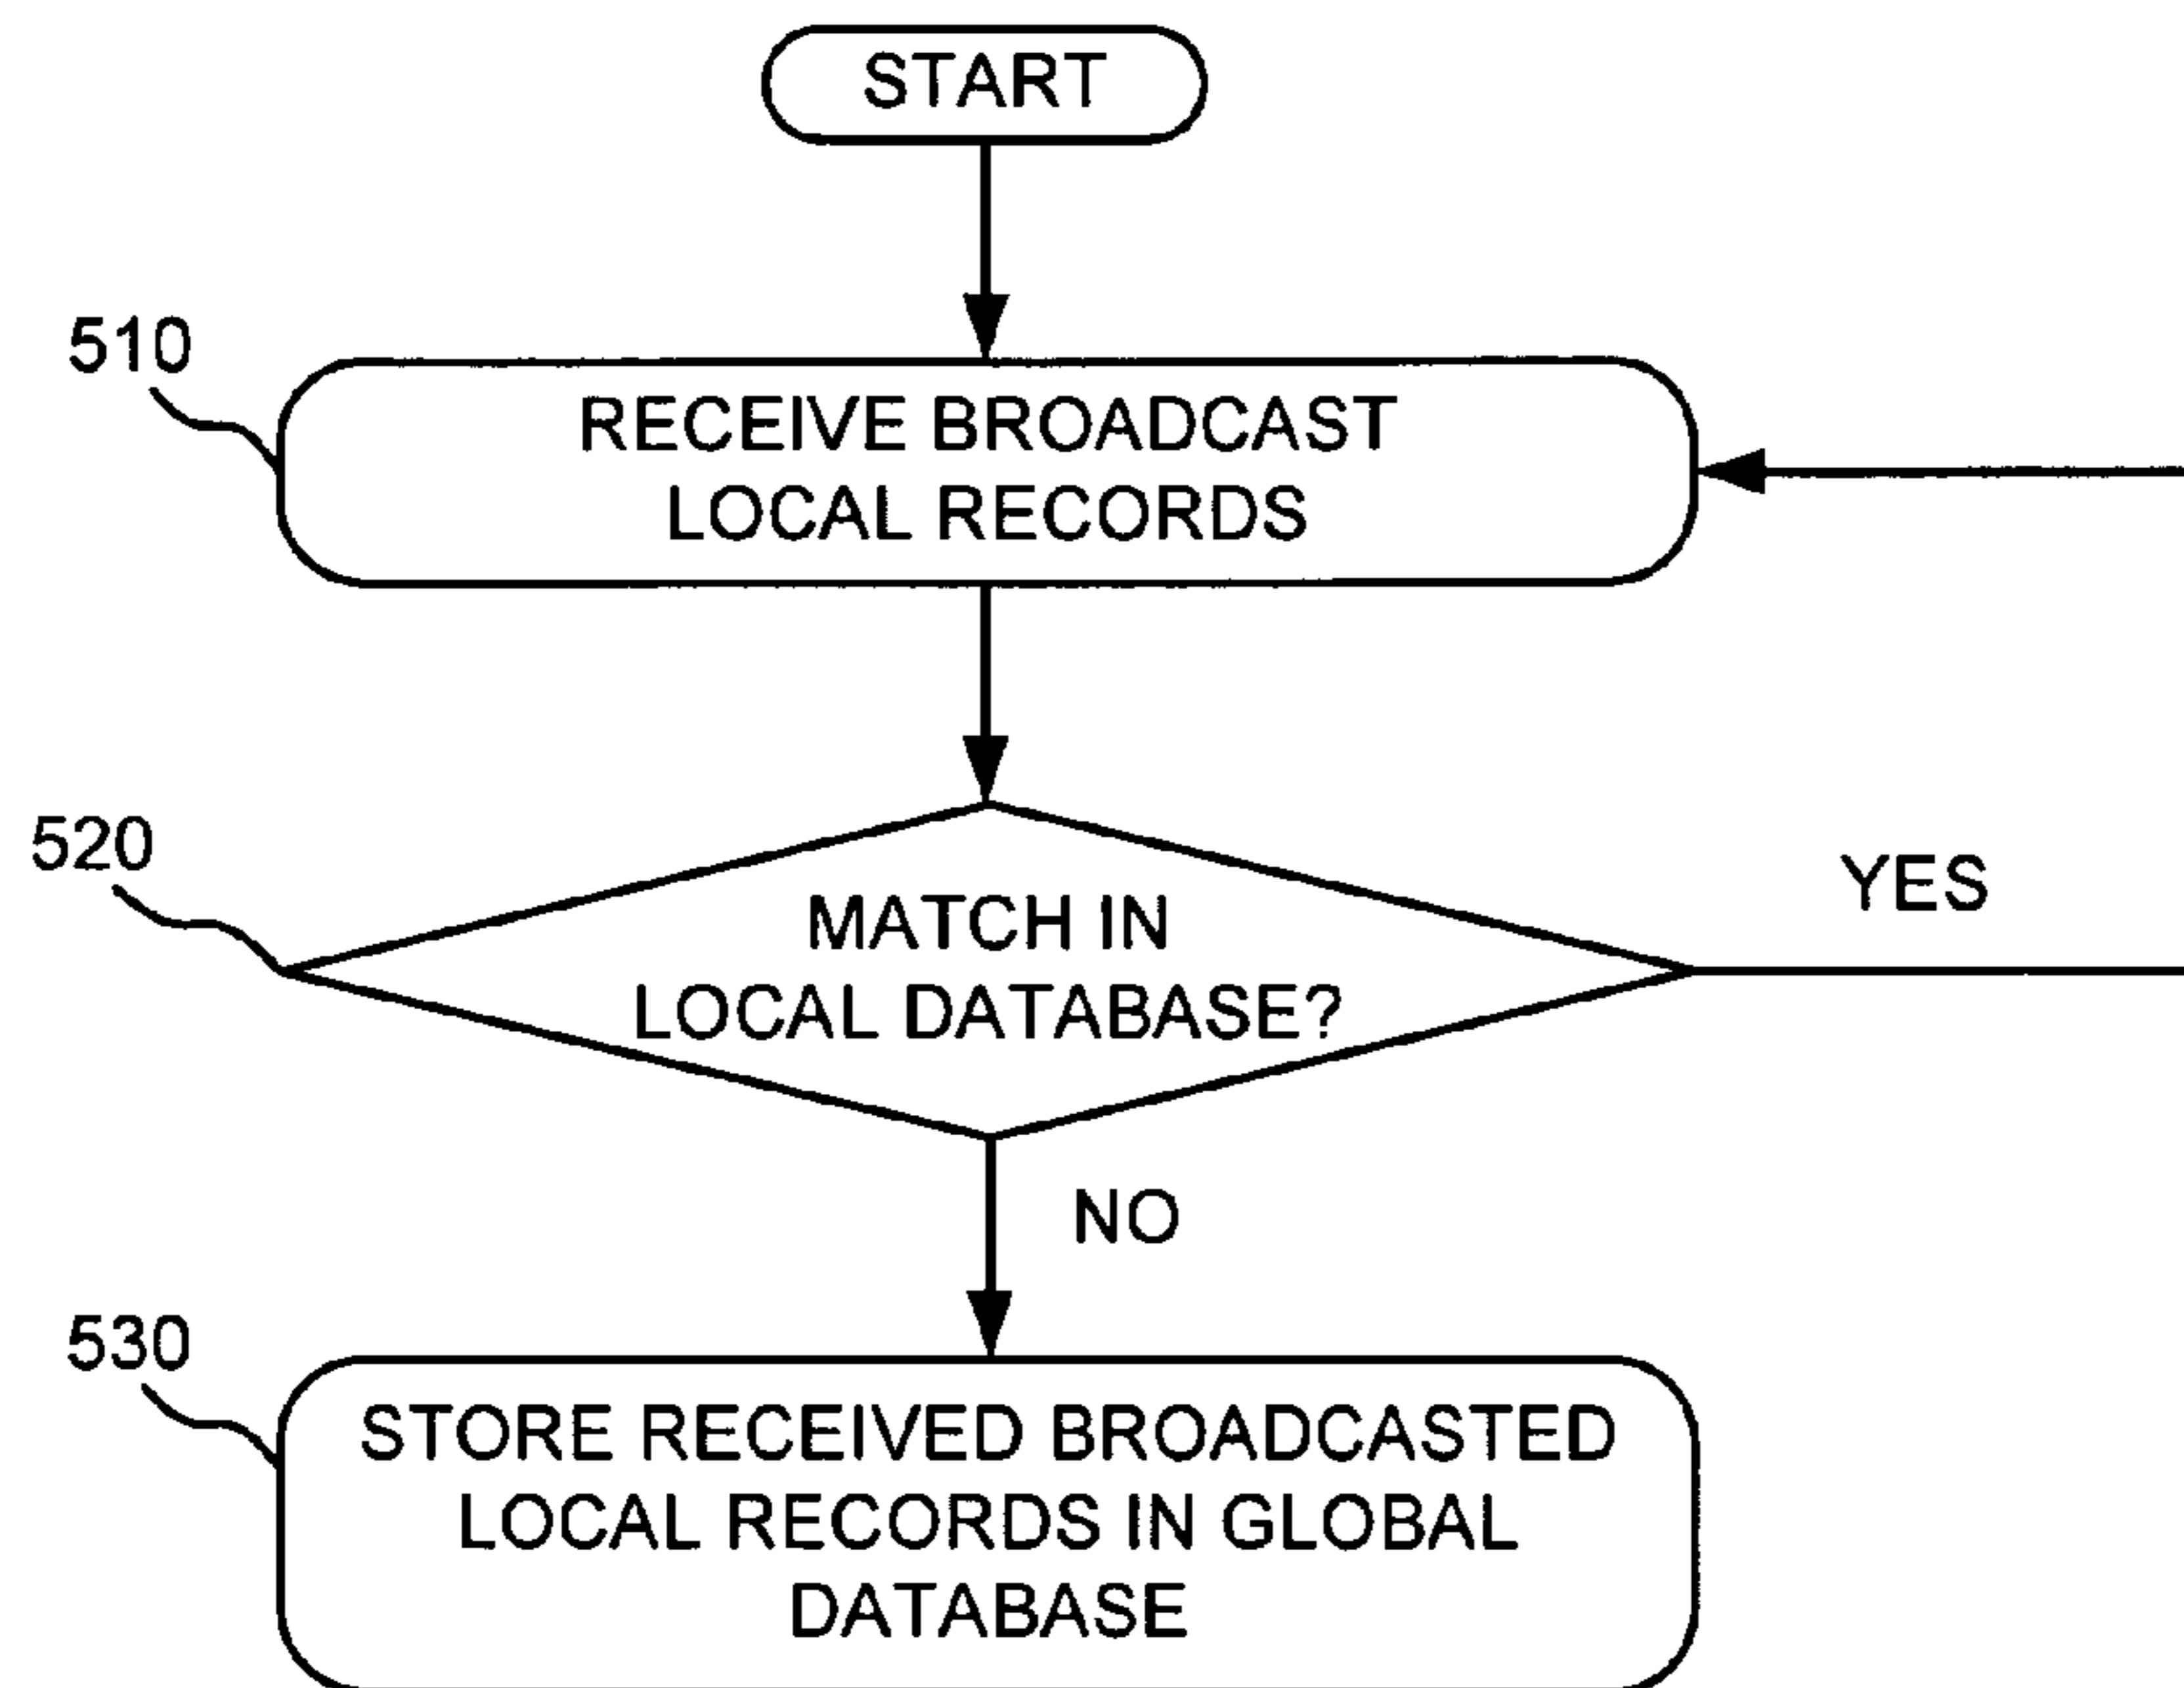 START
510
RECEIVE BROADCAST
LOCAL RECORDS
520
MATCH IN
LOCAL DATABASE?
YES
NO
530
STORE RECEIVED BROADCASTED
LOCAL RECORDS IN GLOBAL
DATABASE